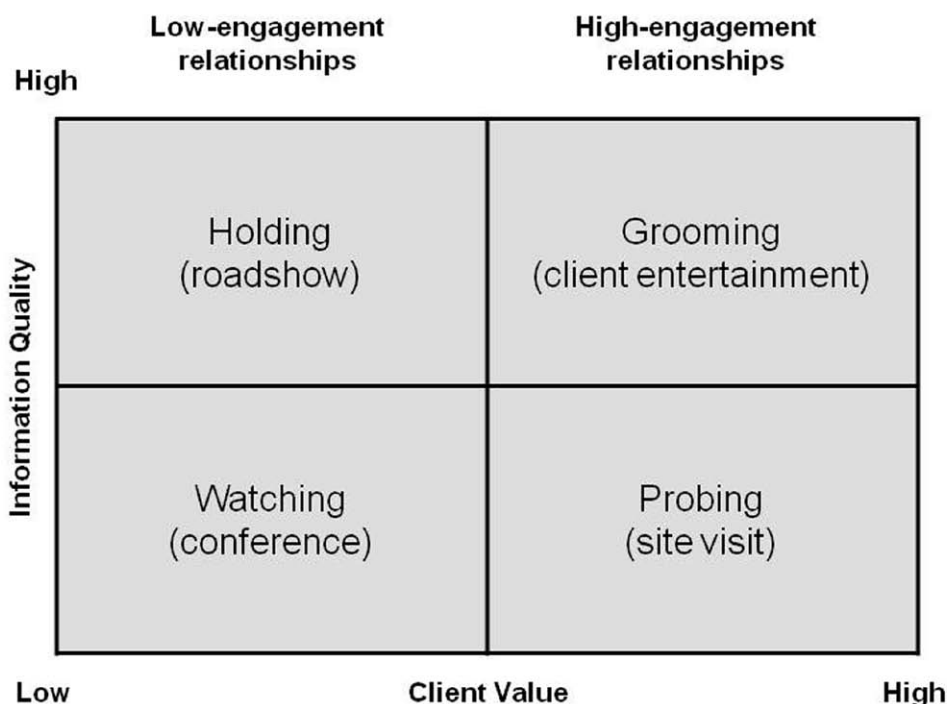 Low-engagement
relationships
High-engagement
relationships
High
Holding
(roadshow)
Grooming
(client entertainment)
Information Quality
Watching
(conference)
Probing
(site visit)
Low
Client Value
High